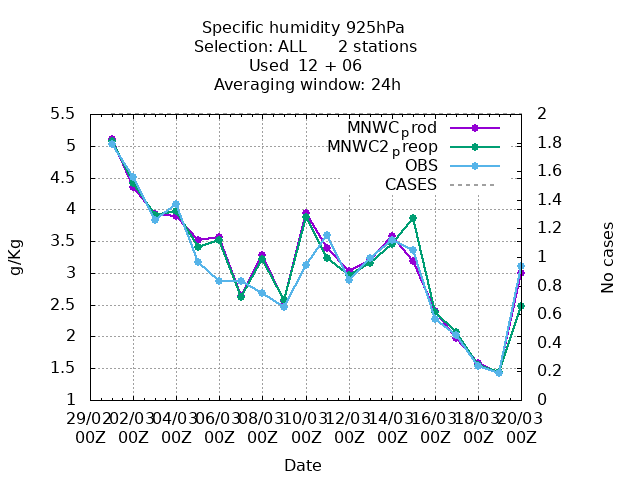 Specific humidity 925hPa
Selection: ALL 2 stations
Used 12 + 06
Averaging window: 24h
5.5
5
4.5
4
3.5
3
2.5
2
1.5
1
g/Kg
MNWCprod
MNWC2preop
OBS
CASES
2
1.8
1.6
1.4
1.2
1
0.8
0.6
0.4
0.2
0
No cases
29/02 02/03 04/03 06/03 08/03 10/03 12/03 14/03 16/03 18/03 20/03
00Z 00Z 00Z 00Z 00Z 00Z 00Z 00Z 00Z 00Z 00Z
Date